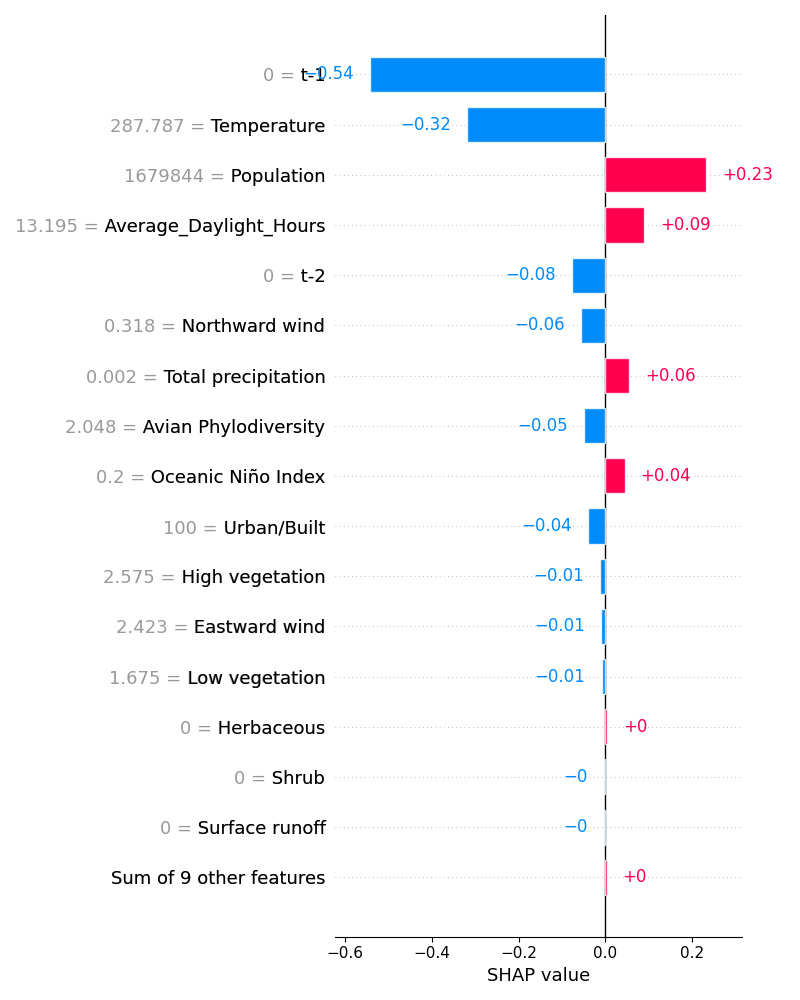 0 = t-1 −0.54
287.787 = Temperature −0.32
1679844 = Population +0.23
13.195 = Average_Daylight_Hours +0.09
0 = t-2 −0.08
0.318 = Northward wind −0.06
0.002 = Total precipitation +0.06
2.048 = Avian Phylodiversity −0.05
0.2 = Oceanic Niño Index +0.04
100 = Urban/Built −0.04
2.575 = High vegetation −0.01
2.423 = Eastward wind −0.01
1.675 = Low vegetation −0.01
0 = Herbaceous +0
0 = Shrub −0
0 = Surface runoff −0
Sum of 9 other features +0
−0.6 −0.4 −0.2 0.0 0.2
SHAP value